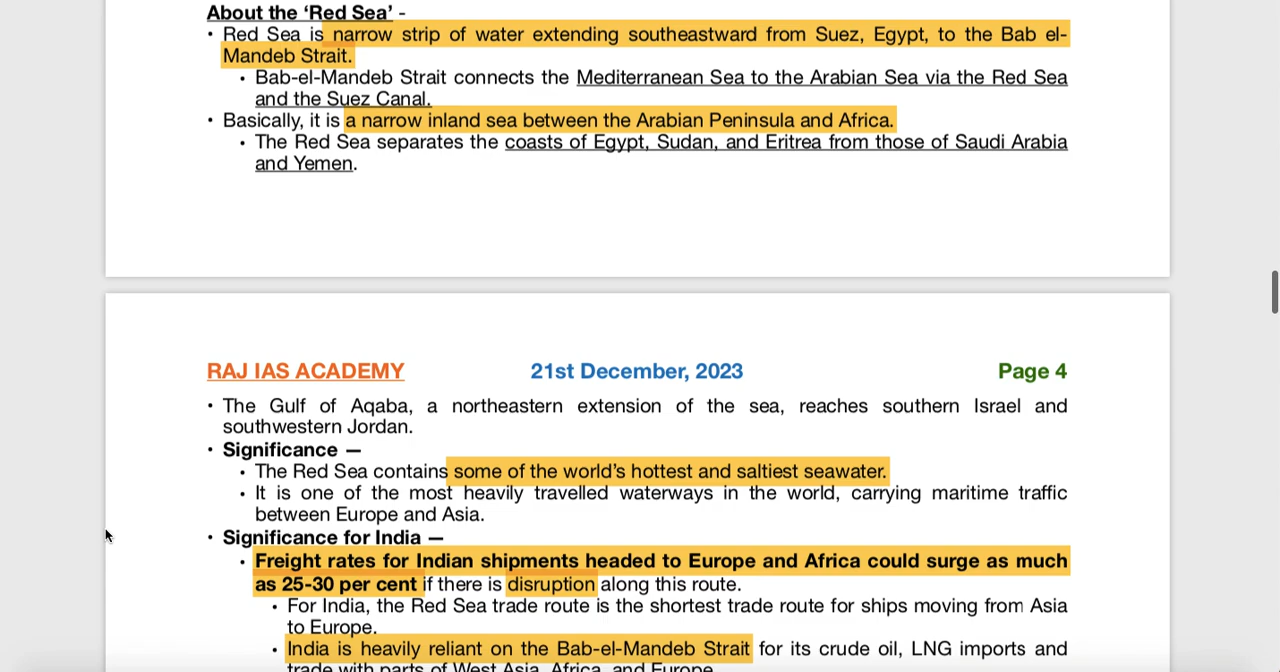 About the ‘Red Sea’ -
• Red Sea is narrow strip of water extending southeastward from Suez, Egypt, to the Bab el-
Mandeb Strait.
• Bab-el-Mandeb Strait connects the Mediterranean Sea to the Arabian Sea via the Red Sea
and the Suez Canal.
• Basically, it is a narrow inland sea between the Arabian Peninsula and Africa.
• The Red Sea separates the coasts of Egypt, Sudan, and Eritrea from those of Saudi Arabia
and Yemen.
RAJ IAS ACADEMY 21st December, 2023 Page 4
• The Gulf of Aqaba, a northeastern extension of the sea, reaches southern Israel and
southwestern Jordan.
• Significance —
• The Red Sea contains some of the world’s hottest and saltiest seawater.
• It is one of the most heavily travelled waterways in the world, carrying maritime traffic
between Europe and Asia.
• Significance for India —
• Freight rates for Indian shipments headed to Europe and Africa could surge as much
as 25-30 per cent if there is disruption along this route.
• For India, the Red Sea trade route is the shortest trade route for ships moving from Asia
to Europe.
• India is heavily reliant on the Bab-el-Mandeb Strait for its crude oil, LNG imports and
trade with parts of West Asia, Africa, and Europe.